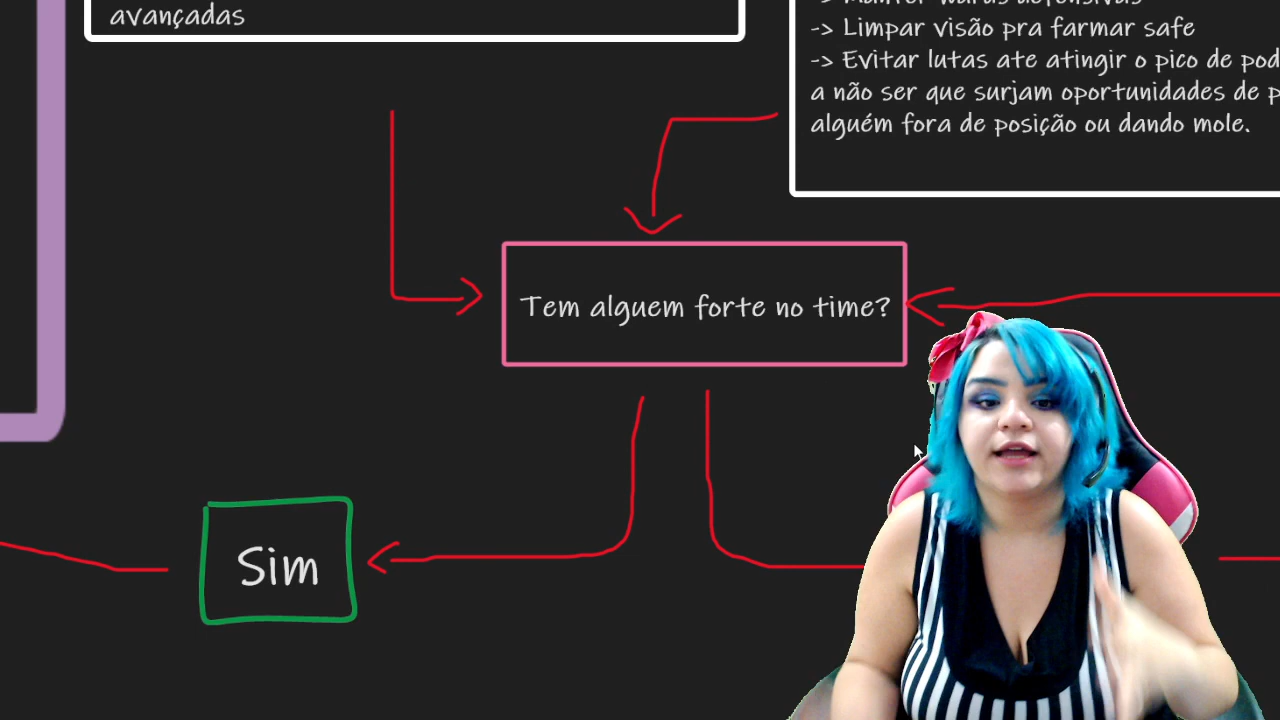 avançadas
-> Limpar visão pra farmar safe
-> Evitar lutas ate atingir o pico de
a não ser que surjam oportunidades de
alguém fora de posição ou dando mole.
Tem alguem forte no time?
Sim